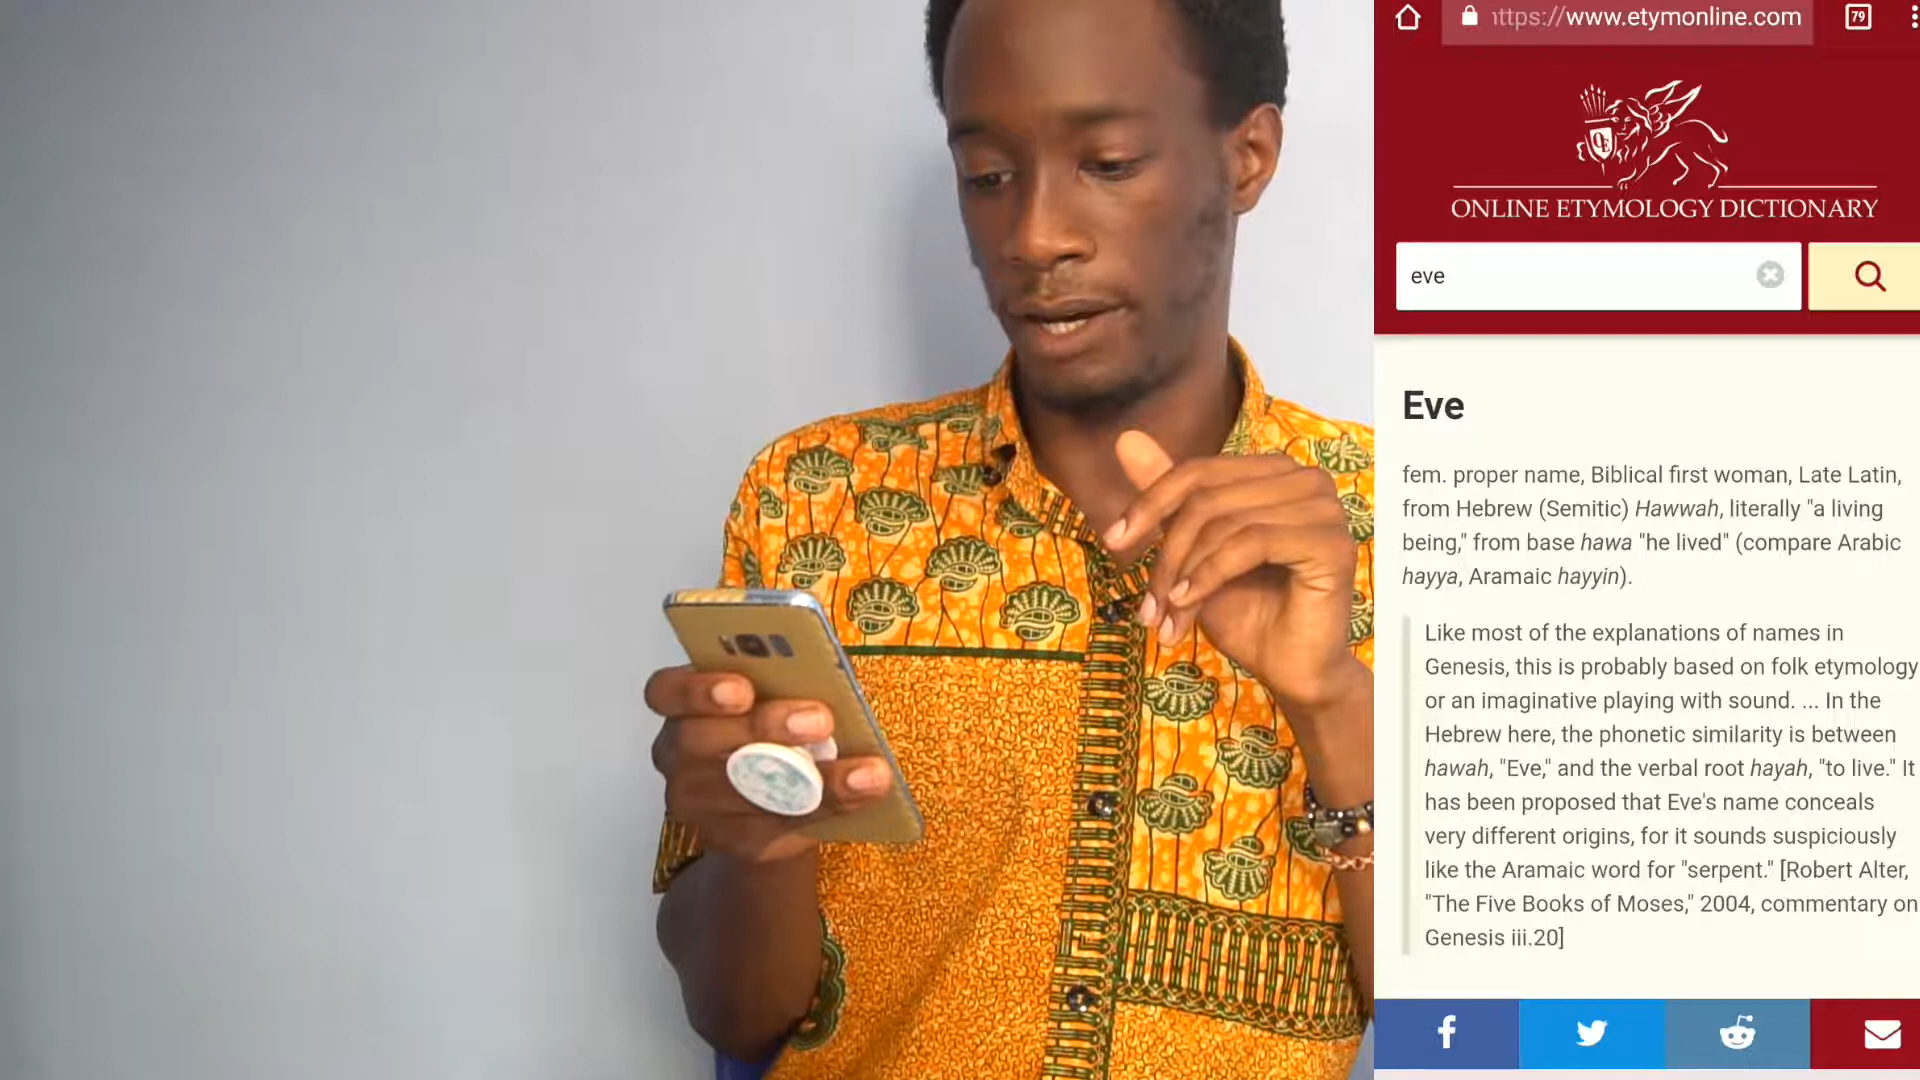 https://www.etymonline.com
79
OE
ONLINE ETYMOLOGY DICTIONARY
eve
Eve
fem. proper name, Biblical first woman, Late Latin,
from Hebrew (Semitic) Hawwah, literally "a living
being," from base hawa "he lived" (compare Arabic
hayya, Aramaic hayyin).
Like most of the explanations of names in
Genesis, this is probably based on folk etymology
or an imaginative playing with sound. ... In the
Hebrew here, the phonetic similarity is between
hawah, "Eve," and the verbal root hayah, "to live." It
has been proposed that Eve's name conceals
very different origins, for it sounds suspiciously
like the Aramaic word for "serpent." [Robert Alter,
"The Five Books of Moses," 2004, commentary on
Genesis iii.20]